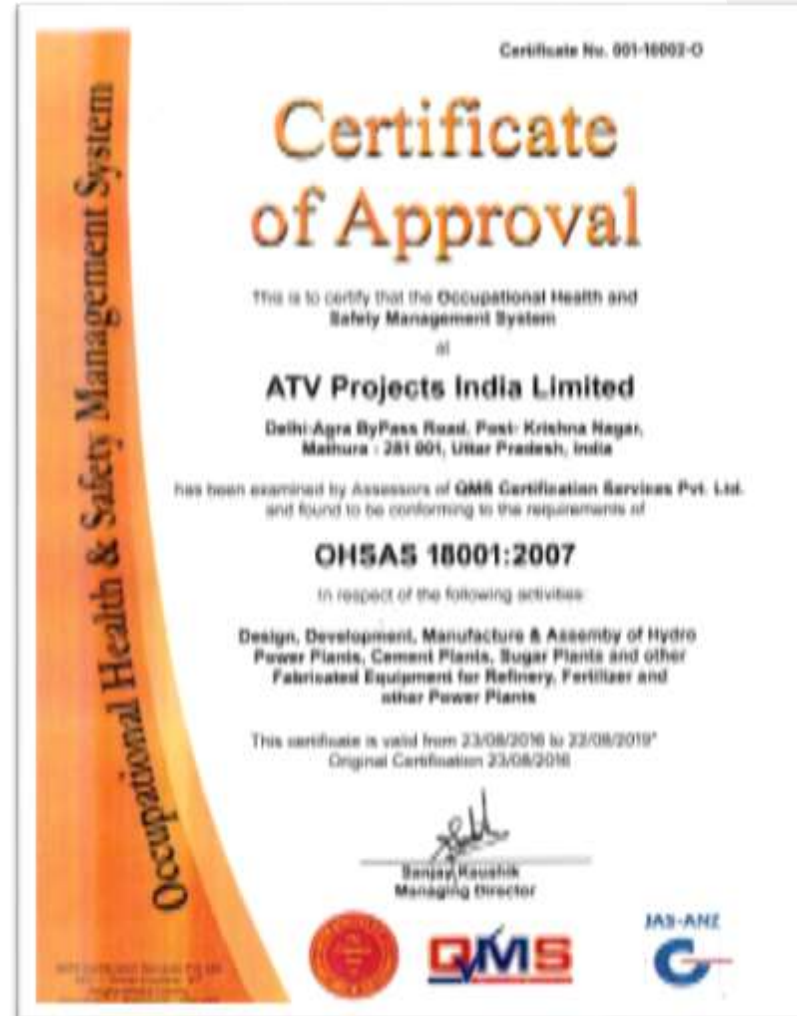 Certificate No. 001-16002-O
Occupational Health & Safety Management System
Certificate
of Approval
This is to certify that the Occupational Health and
Safety Management System
at
ATV Projects India Limited
Delhi-Agra ByPass Road, Post- Krishna Nagar,
Mathura - 281 001, Uttar Pradesh, India
has been examined by Assessors of QMS Certification Services Pvt. Ltd.
and found to be conforming to the requirements of
OHSAS 18001:2007
In respect of the following activities:
Design, Development, Manufacture & Assemby of Hydro
Power Plants, Cement Plants, Sugar Plants and other
Fabricated Equipment for Refinery, Fertilizer and
other Power Plants
This certificate is valid from 23/08/2016 to 22/08/2019*
Original Certification 23/08/2016
Sanjay Kaushik
Managing Director
QMS
JAS-ANZ